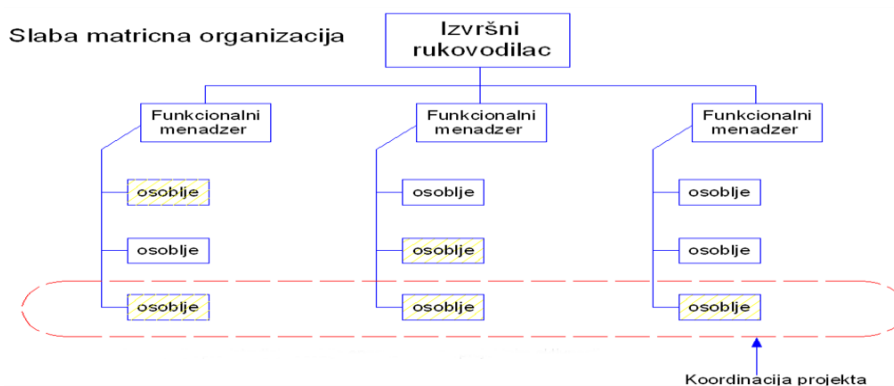 Slaba matricna organizacija
Izvršni
rukovodilac
Funkcionalni
menadzer
Funkcionalni
menadzer
Funkcionalni
menadzer
osoblje
osoblje
osoblje
osoblje
osoblje
osoblje
osoblje
osoblje
osoblje
Koordinacija projekta